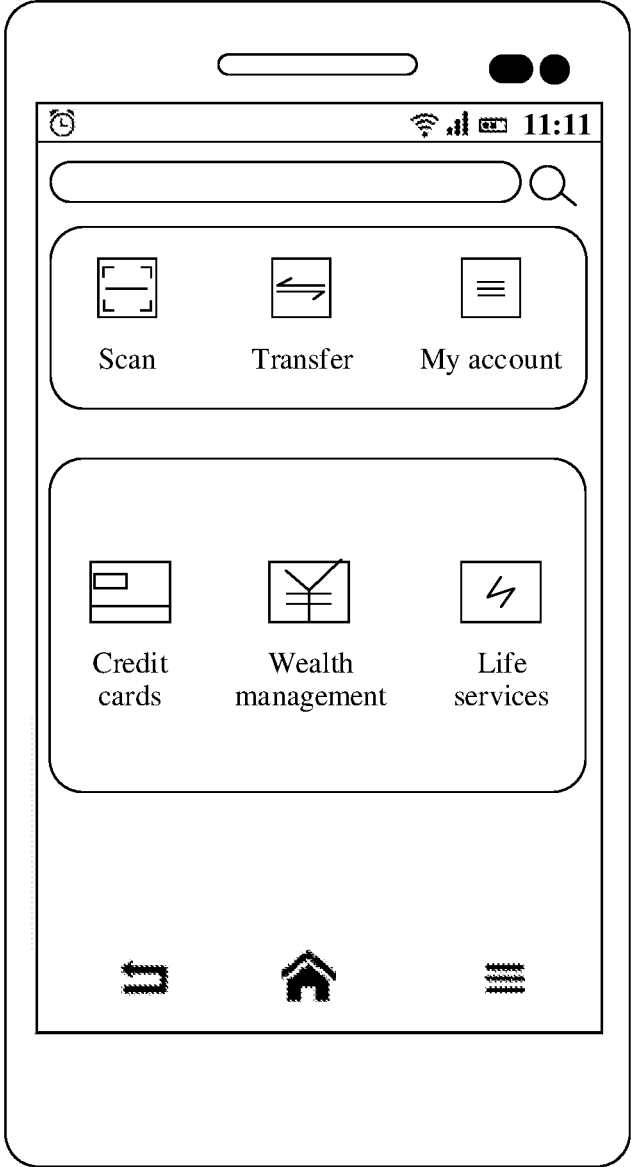 11:11
Scan Transfer My account
Credit Wealth Life
cards management services